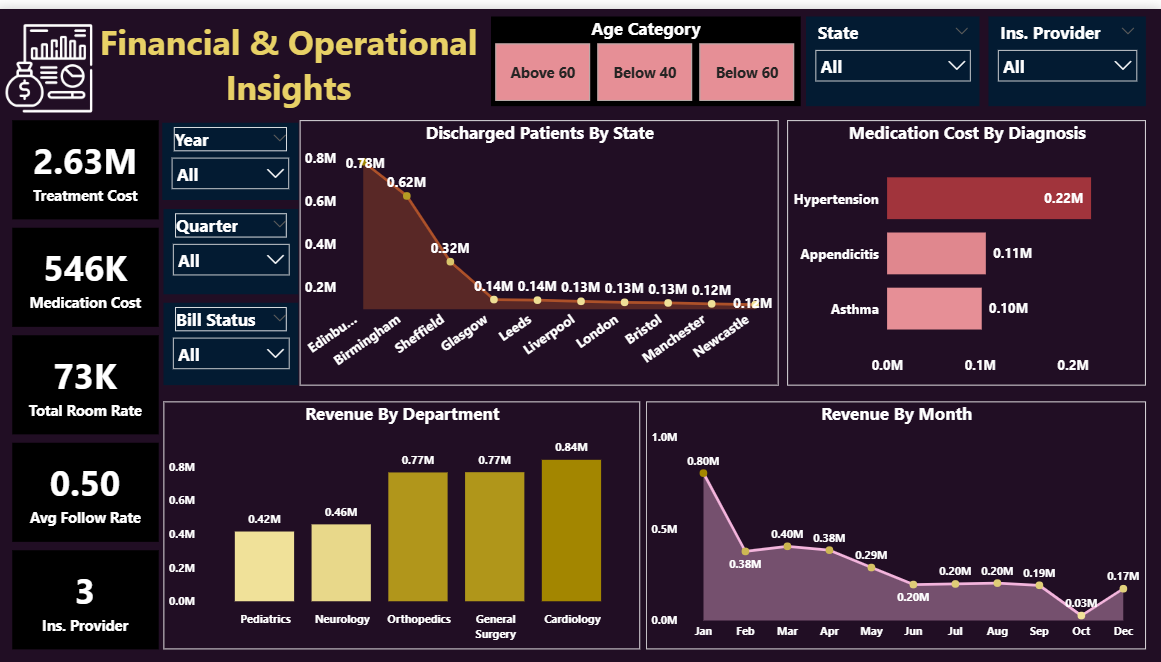 Financial & Operational
Insights
Age Category
Above 60
Below 40
Below 60
State
All
Ins. Provider
All
2.63M
Treatment Cost
546K
Medication Cost
73K
Total Room Rate
0.50
Avg Follow Rate
3
Ins. Provider
Year
All
Quarter
All
Bill Status
All
Discharged Patients By State
0.8M
0.6M
0.4M
0.2M
0.78M
0.62M
0.32M
0.14M
0.14M
0.13M
0.13M
0.13M
0.12M
0.12M
Edinbu...
Birmingham
Sheffield
Glasgow
Leeds
Liverpool
London
Bristol
Manchester
Newcastle
Medication Cost By Diagnosis
Hypertension
0.22M
Appendicitis
0.11M
Asthma
0.10M
0.0M
0.1M
0.2M
Revenue By Department
0.8M
0.6M
0.4M
0.2M
0.0M
0.42M
0.46M
0.77M
0.77M
0.84M
Pediatrics
Neurology
Orthopedics
General
Surgery
Cardiology
Revenue By Month
1.0M
0.5M
0.0M
0.80M
0.38M
0.40M
0.38M
0.29M
0.20M
0.20M
0.20M
0.19M
0.03M
0.17M
Jan
Feb
Mar
Apr
May
Jun
Jul
Aug
Sep
Oct
Dec